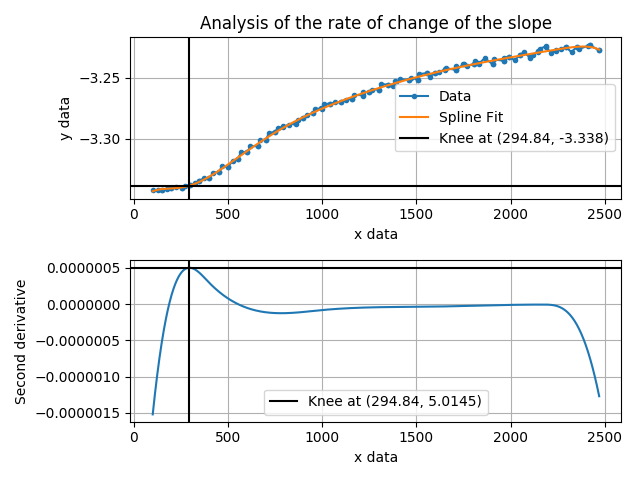 Analysis of the rate of change of the slope
−3.25
−3.30
y data
Data
Spline Fit
Knee at (294.84, -3.338)
0 500 1000 1500 2000 2500
x data
0.0000005
0.0000000
−0.0000005
−0.0000010
−0.0000015
Second derivative
Knee at (294.84, 5.0145)
0 500 1000 1500 2000 2500
x data